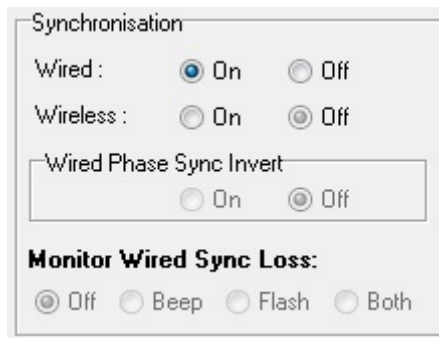 Synchronisation
Wired : On Off
Wireless : On Off
Wired Phase Sync Invert
On Off
Monitor Wired Sync Loss:
Off Beep Flash Both